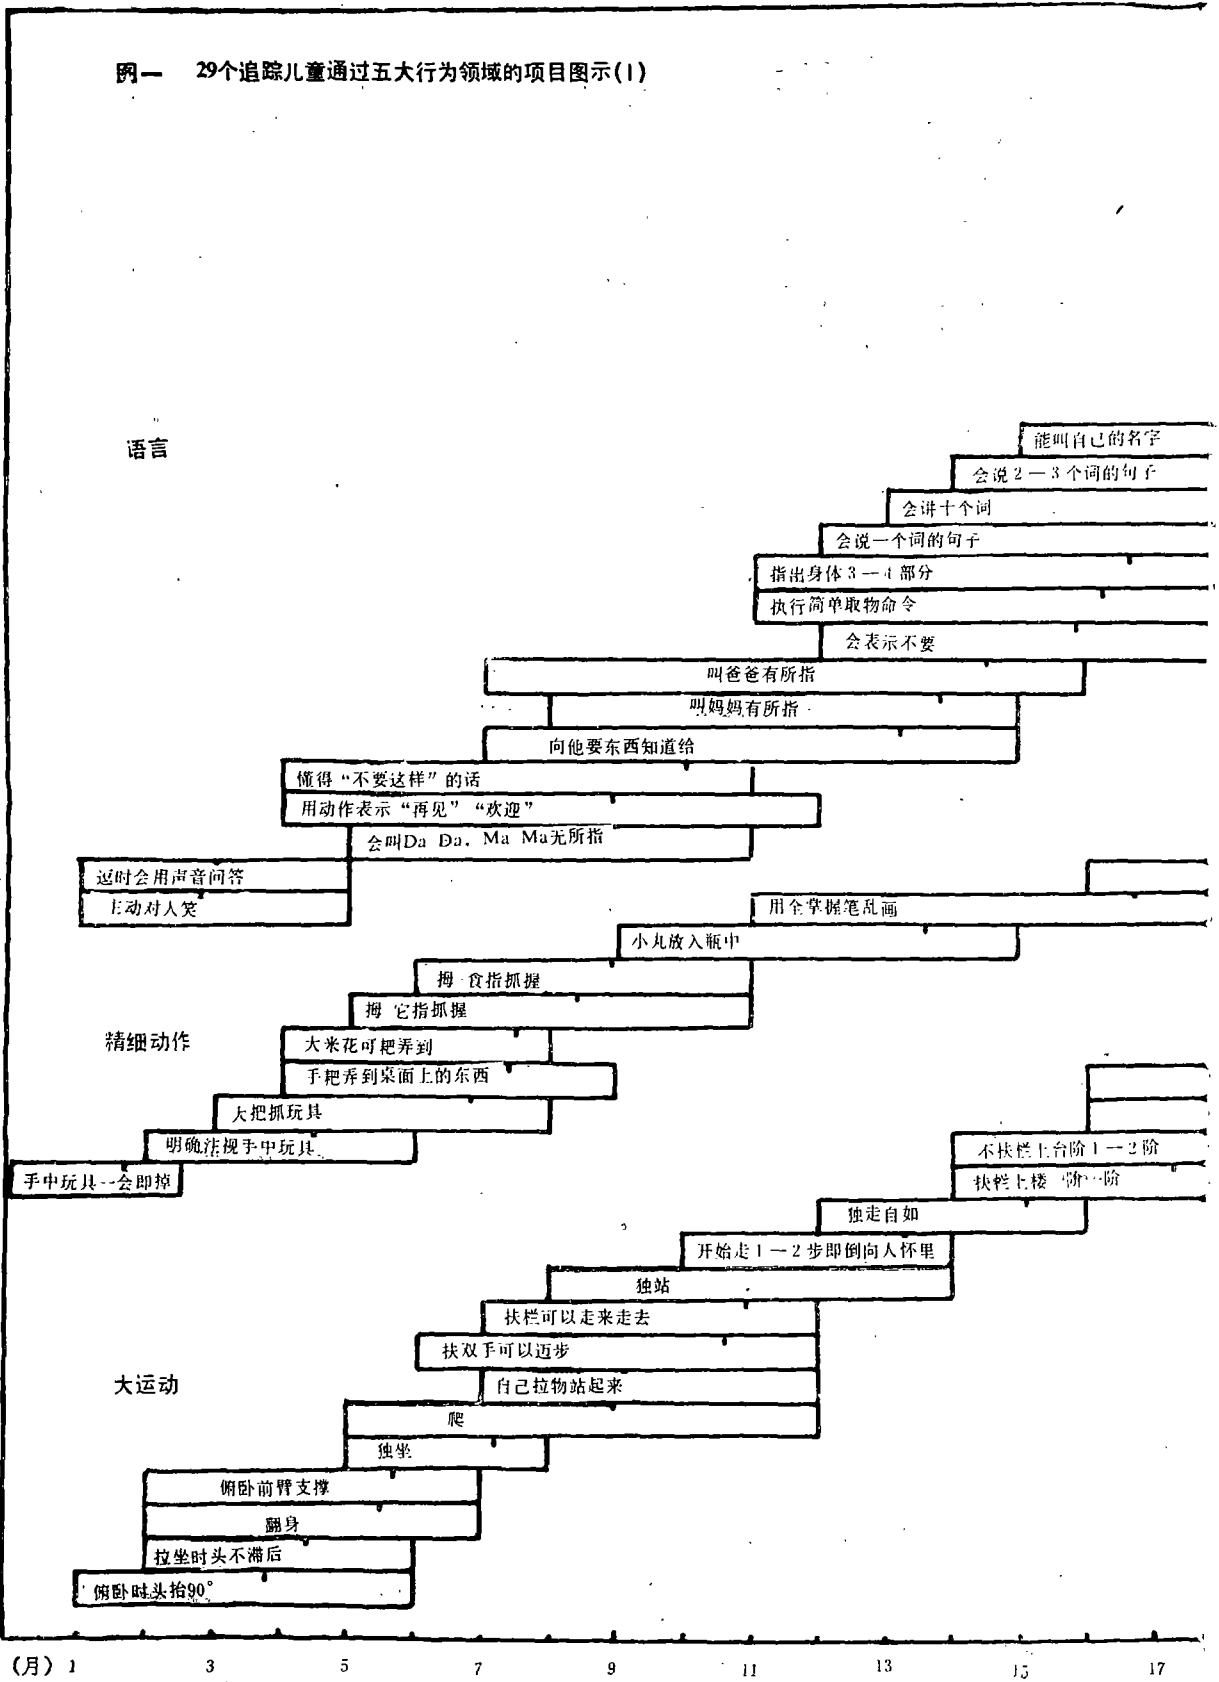 图一 29个追踪儿童通过五大行为领域的项目图示(1)
语言
能叫自己的名字
会说2—3个词的句子
会讲十个词
会说一个词的句子
指出身体3—4部分
执行简单取物命令
会表示不要
叫爸爸有所指
叫妈妈有所指
向他要东西知道给
懂得“不要这样”的话
用动作表示“再见”“欢迎”
会叫Da Da. Ma Ma无所指
逗时会用声音问答
主动对人笑
用全掌握笔乱画
小丸放入瓶中
拇 食指抓握
拇 它指抓握
精细动作
大米花可耙弄到
手耙弄到桌面上的东西
大把抓玩具
明确注视手中玩具
手中玩具一会即掉
不扶栏上台阶1—2阶
扶栏上楼 阶一阶
独走自如
开始走1—2步即倒向人怀里
独站
扶栏可以走来走去
扶双手可以迈步
大运动
自己拉物站起来
爬
独坐
俯卧前臂支撑
翻身
拉坐时头不滞后
俯卧时头抬90°
(月) 1 3 5 7 9 11 13 15 17